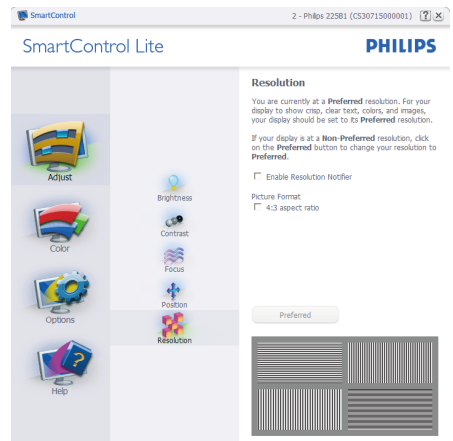 SmartControl
2 - Philips 225B1 (CS30715000001)
?
SmartControl Lite
PHILIPS
Adjust
Color
Options
Help
Brightness
Contrast
Focus
Position
Resolution
Resolution
You are currently at a Preferred resolution. For your
display to show crisp, clear text, colors, and images,
your display should be set to its Preferred resolution.
If your display is at a Non-Preferred resolution, click
on the Preferred button to change your resolution to
Preferred.
Enable Resolution Notifier
Picture Format
4:3 aspect ratio
Preferred